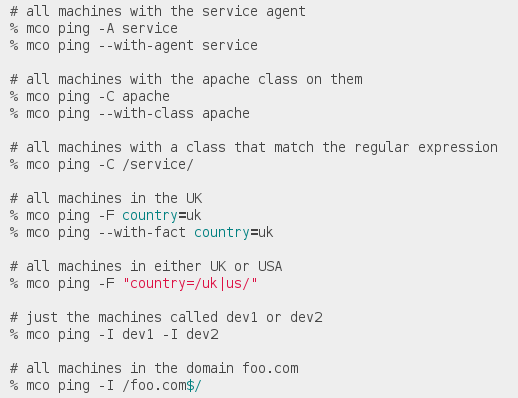 # all machines with the service agent
% mco ping -A service
% mco ping --with-agent service
# all machines with the apache class on them
% mco ping -C apache
% mco ping --with-class apache
# all machines with a class that match the regular expression
% mco ping -C /service/
# all machines in the UK
% mco ping -F country=uk
% mco ping --with-fact country=uk
# all machines in either UK or USA
% mco ping -F "country=/uk|us/"
# just the machines called dev1 or dev2
% mco ping -I dev1 -I dev2
# all machines in the domain foo.com
% mco ping -I /foo.com$/